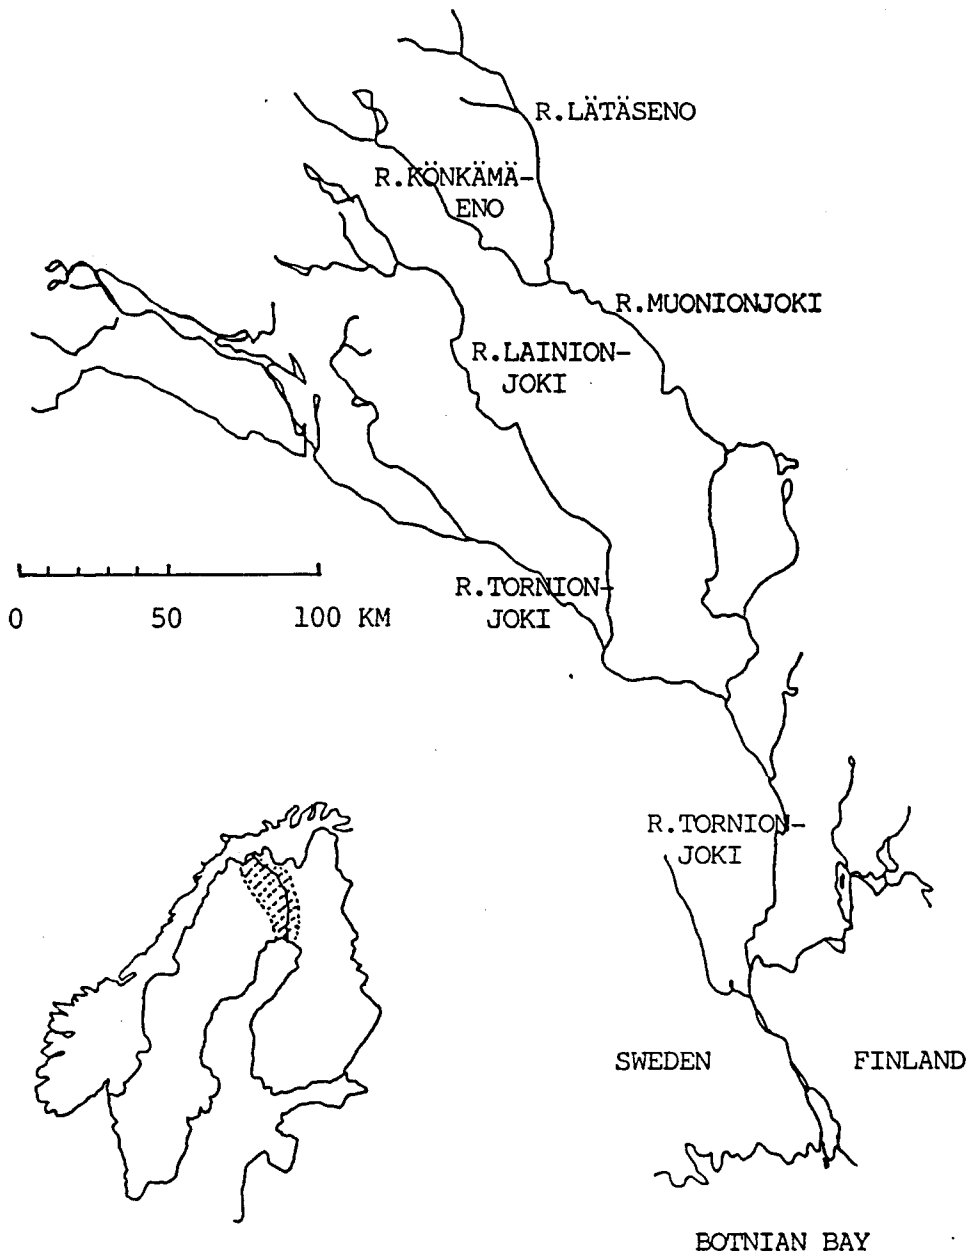 R.LÄTÄSENO
R.KÖNKÄMÄ-
ENO
R.MUONIONJOKI
R.LAINION-
JOKI
R.TORNION-
JOKI
0 50 100 KM
R.TORNION-
JOKI
SWEDEN FINLAND
BOTNIAN BAY